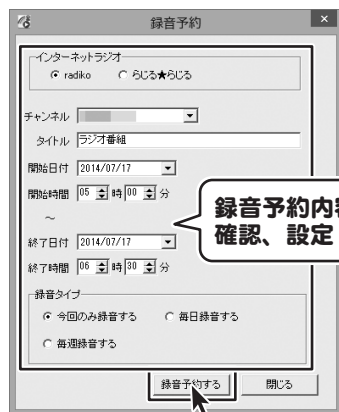 録音予約
インターネットラジオ
radiko らじる★らじる
チャンネル
タイトル ラジオ番組
開始日付 2014/07/17
開始時間 05 時 00 分
～
終了日付 2014/07/17
終了時間 06 時 30 分
録音予約内容
確認、設定
録音タイプ
今回のみ録音する 毎日録音する
毎週録音する
録音予約する 閉じる